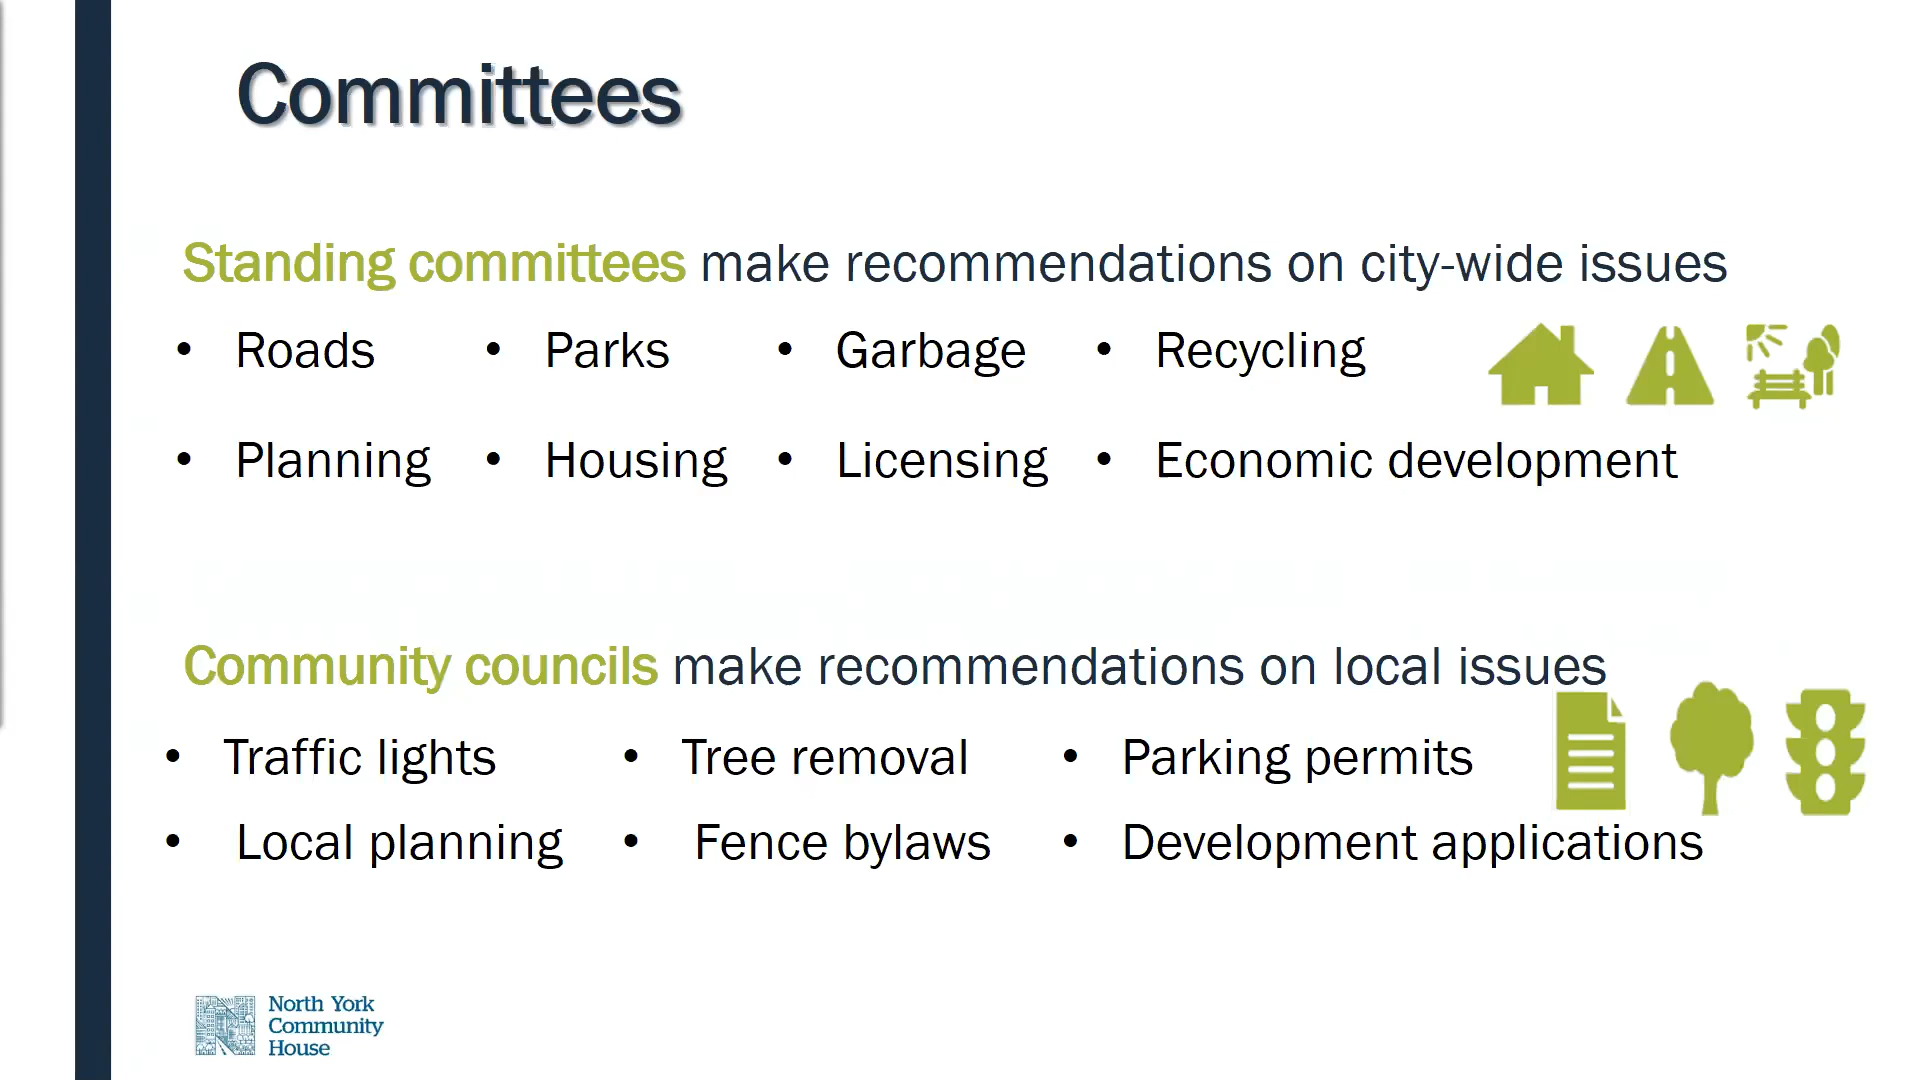 Committees
Standing committees make recommendations on city-wide issues
• Roads • Parks • Garbage • Recycling
• Planning • Housing • Licensing • Economic development
Community councils make recommendations on local issues
• Traffic lights • Tree removal • Parking permits
• Local planning • Fence bylaws • Development applications
North York
Community
House